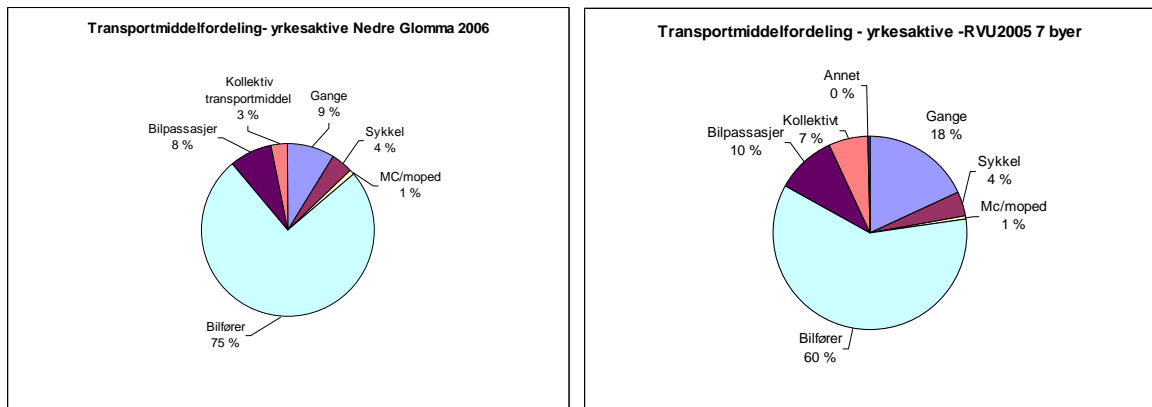 Transportmiddelfordeling- yrkesaktive Nedre Glomma 2006
Kollektiv
transportmiddel
3 %
Gange
9 %
Bilpassasjer
8 %
Sykkel
4 %
MC/moped
1 %
Bilfører
75 %
Transportmiddelfordeling - yrkesaktive -RVU2005 7 byer
Annet
0 %
Gange
18 %
Kollektivt
7 %
Bilpassasjer
10 %
Sykkel
4 %
Mc/moped
1 %
Bilfører
60 %